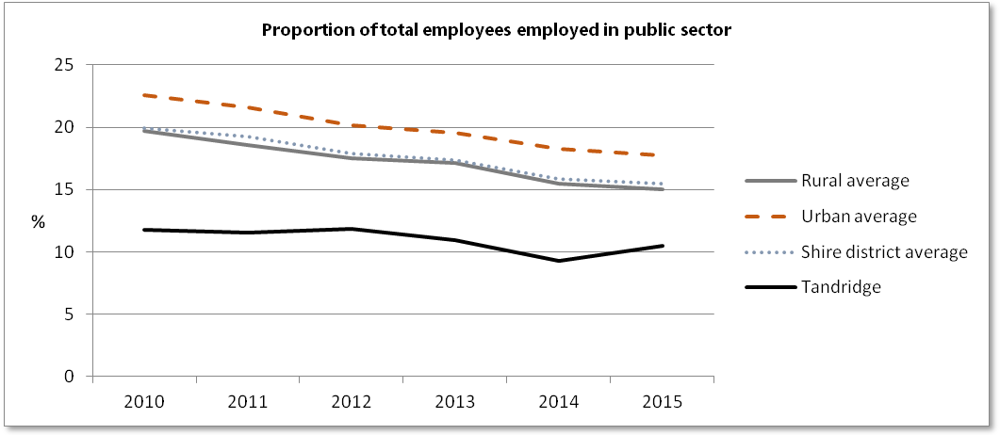 Proportion of total employees employed in public sector
25
20
15
%
10
5
0
2010 2011 2012 2013 2014 2015
Rural average
Urban average
Shire district average
Tandridge